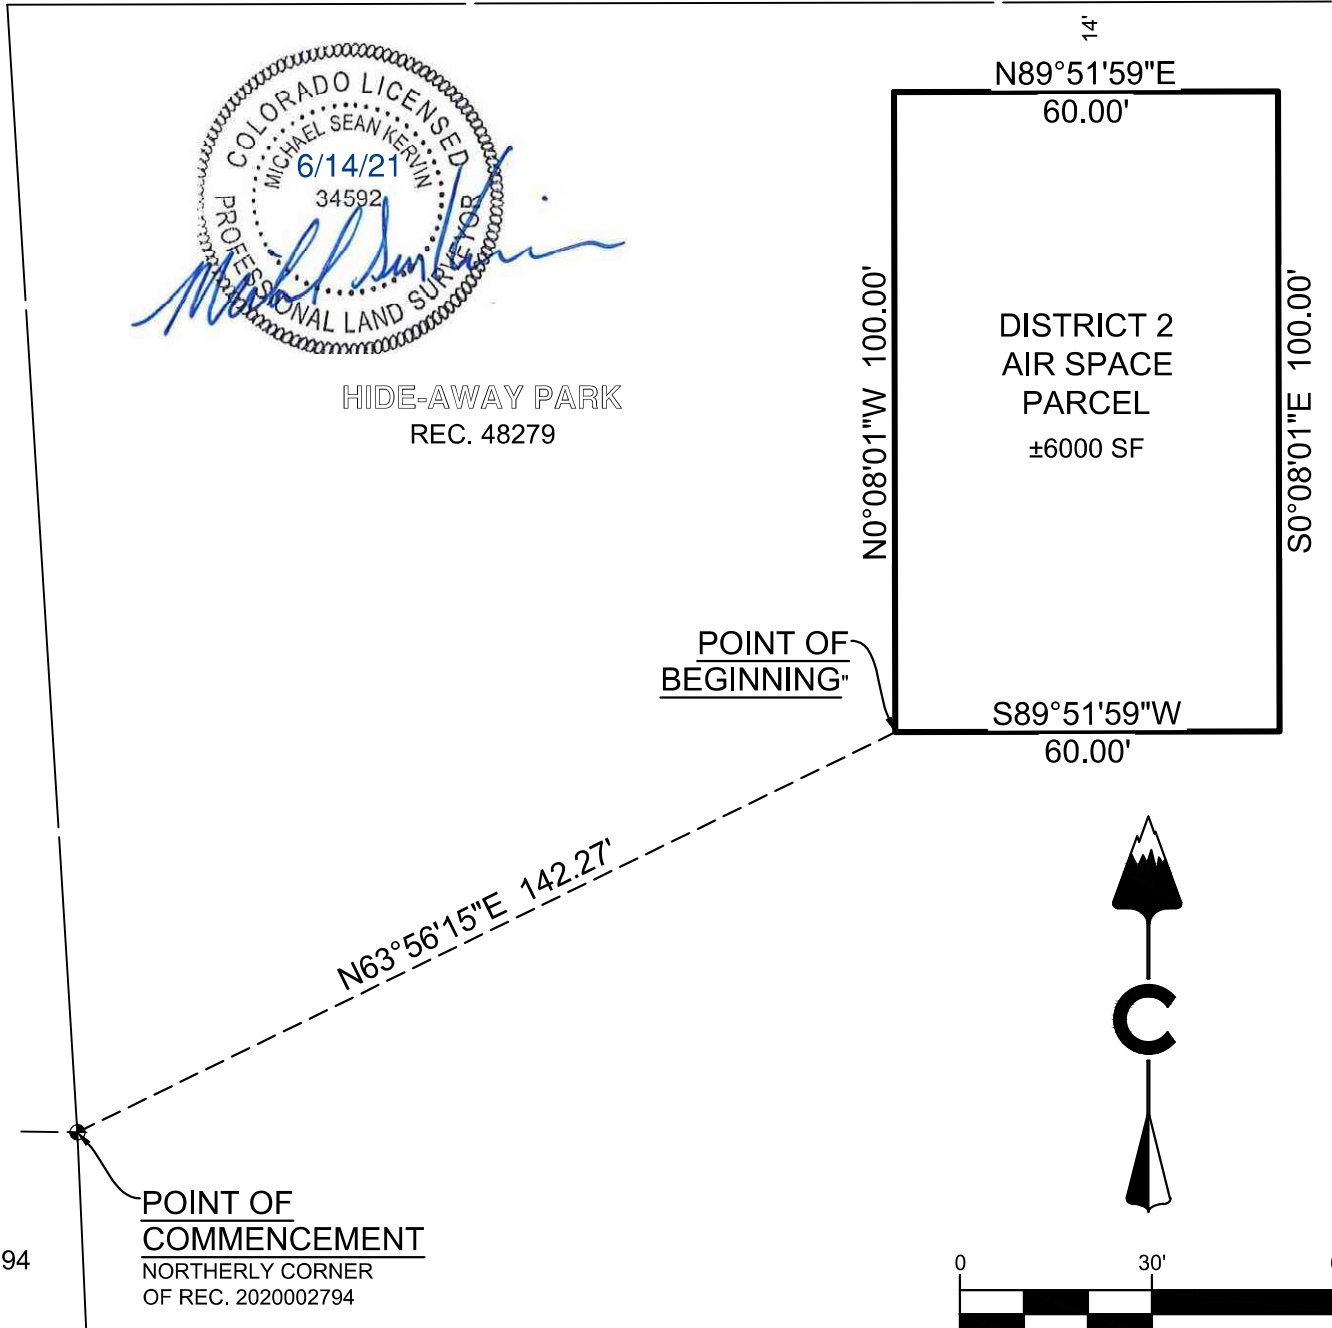 14'
N89°51'59"E
60.00'
COLORADO LICENSED
MICHAEL SEAN KERVIN
6/14/21
34592
PROFESSIONAL LAND SURVEYOR
Michael Sean Kervin
HIDE-AWAY PARK
REC. 48279
N0°08'01"W 100.00'
DISTRICT 2
AIR SPACE
PARCEL
±6000 SF
S0°08'01"E 100.00'
POINT OF
BEGINNING"
S89°51'59"W
60.00'
N63°56'15"E 142.27'
C
POINT OF
COMMENCEMENT
NORTHERLY CORNER
OF REC. 2020002794
94
0
30'